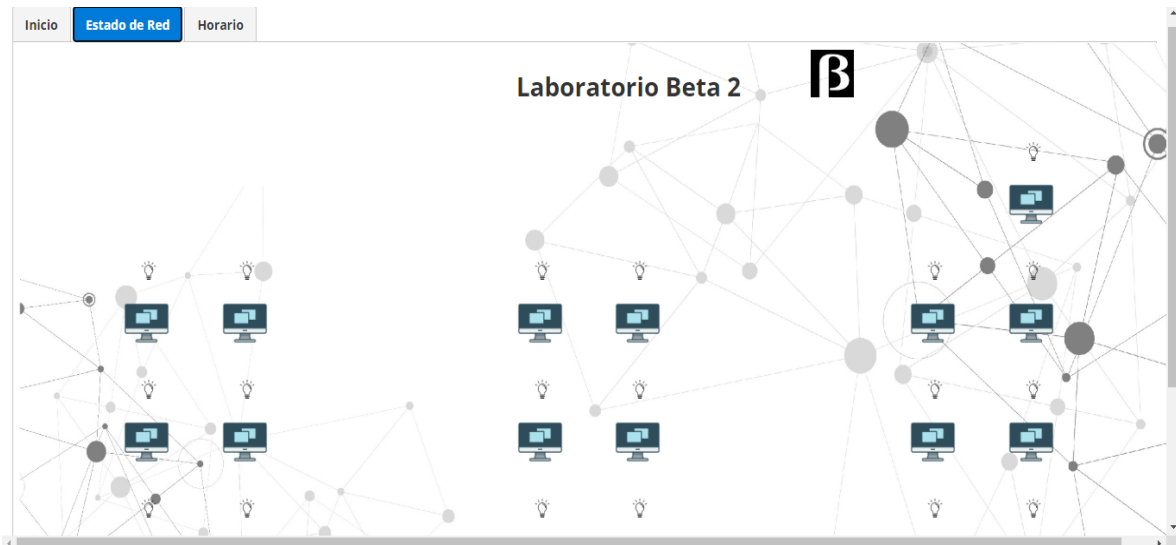 Inicio
Estado de Red
Horario
Laboratorio Beta 2
β